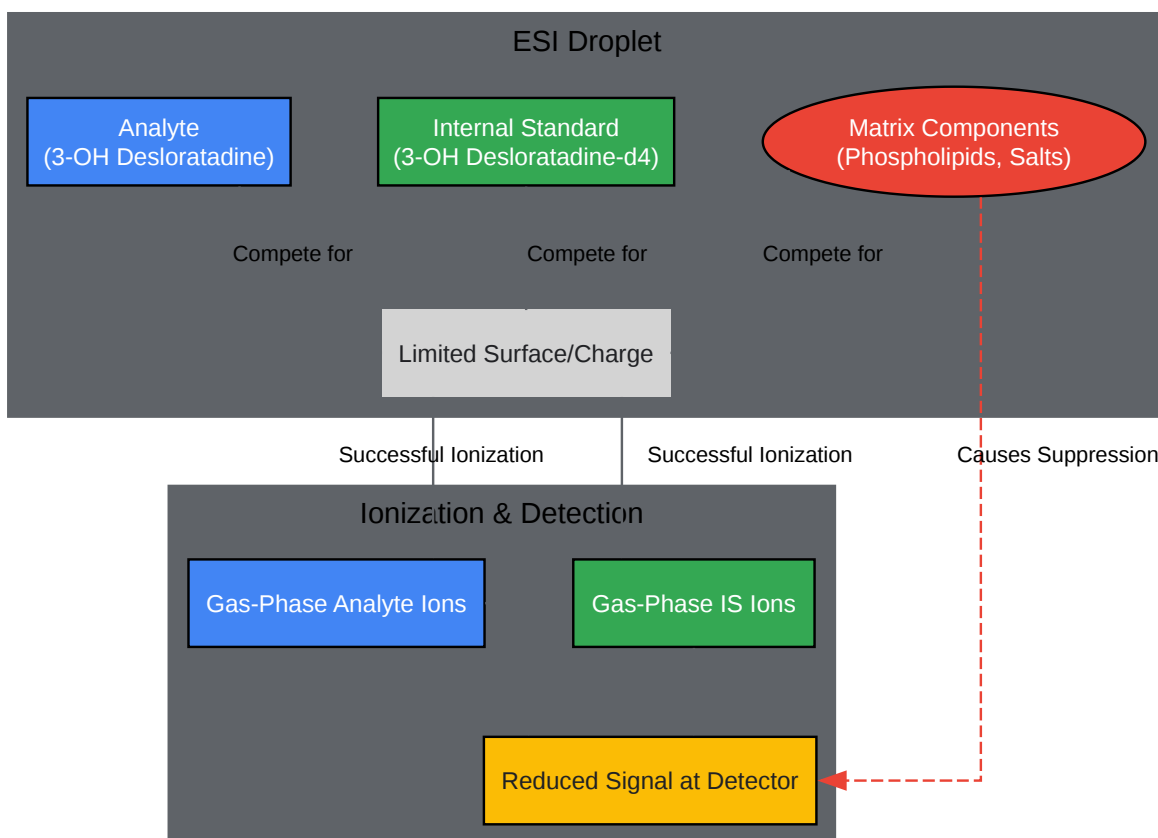 ESI Droplet
Analyte
(3-OH Desloratadine)
Internal Standard
(3-OH Desloratadine-d4)
Matrix Components
(Phospholipids, Salts)
Compete for
Compete for
Compete for
Limited Surface/Charge
Successful Ionization
Successful Ionization
Causes Suppression
Ionization & Detection
Gas-Phase Analyte Ions
Gas-Phase IS Ions
Reduced Signal at Detector